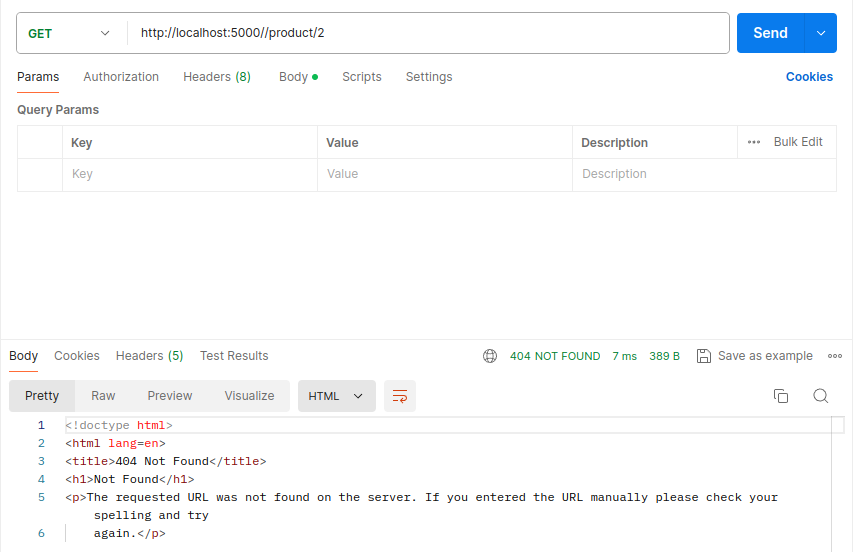 GET http://localhost:5000//product/2 Send
Params Authorization Headers (8) Body Scripts Settings Cookies
Query Params
Key Value Description Bulk Edit
Key Value Description
Body Cookies Headers (5) Test Results 404 NOT FOUND 7 ms 389 B Save as example
Pretty Raw Preview Visualize HTML
1 <!doctype html>
2 <html lang=en>
3 <title>404 Not Found</title>
4 <h1>Not Found</h1>
5 <p>The requested URL was not found on the server. If you entered the URL manually please check your
spelling and try
6 again.</p>